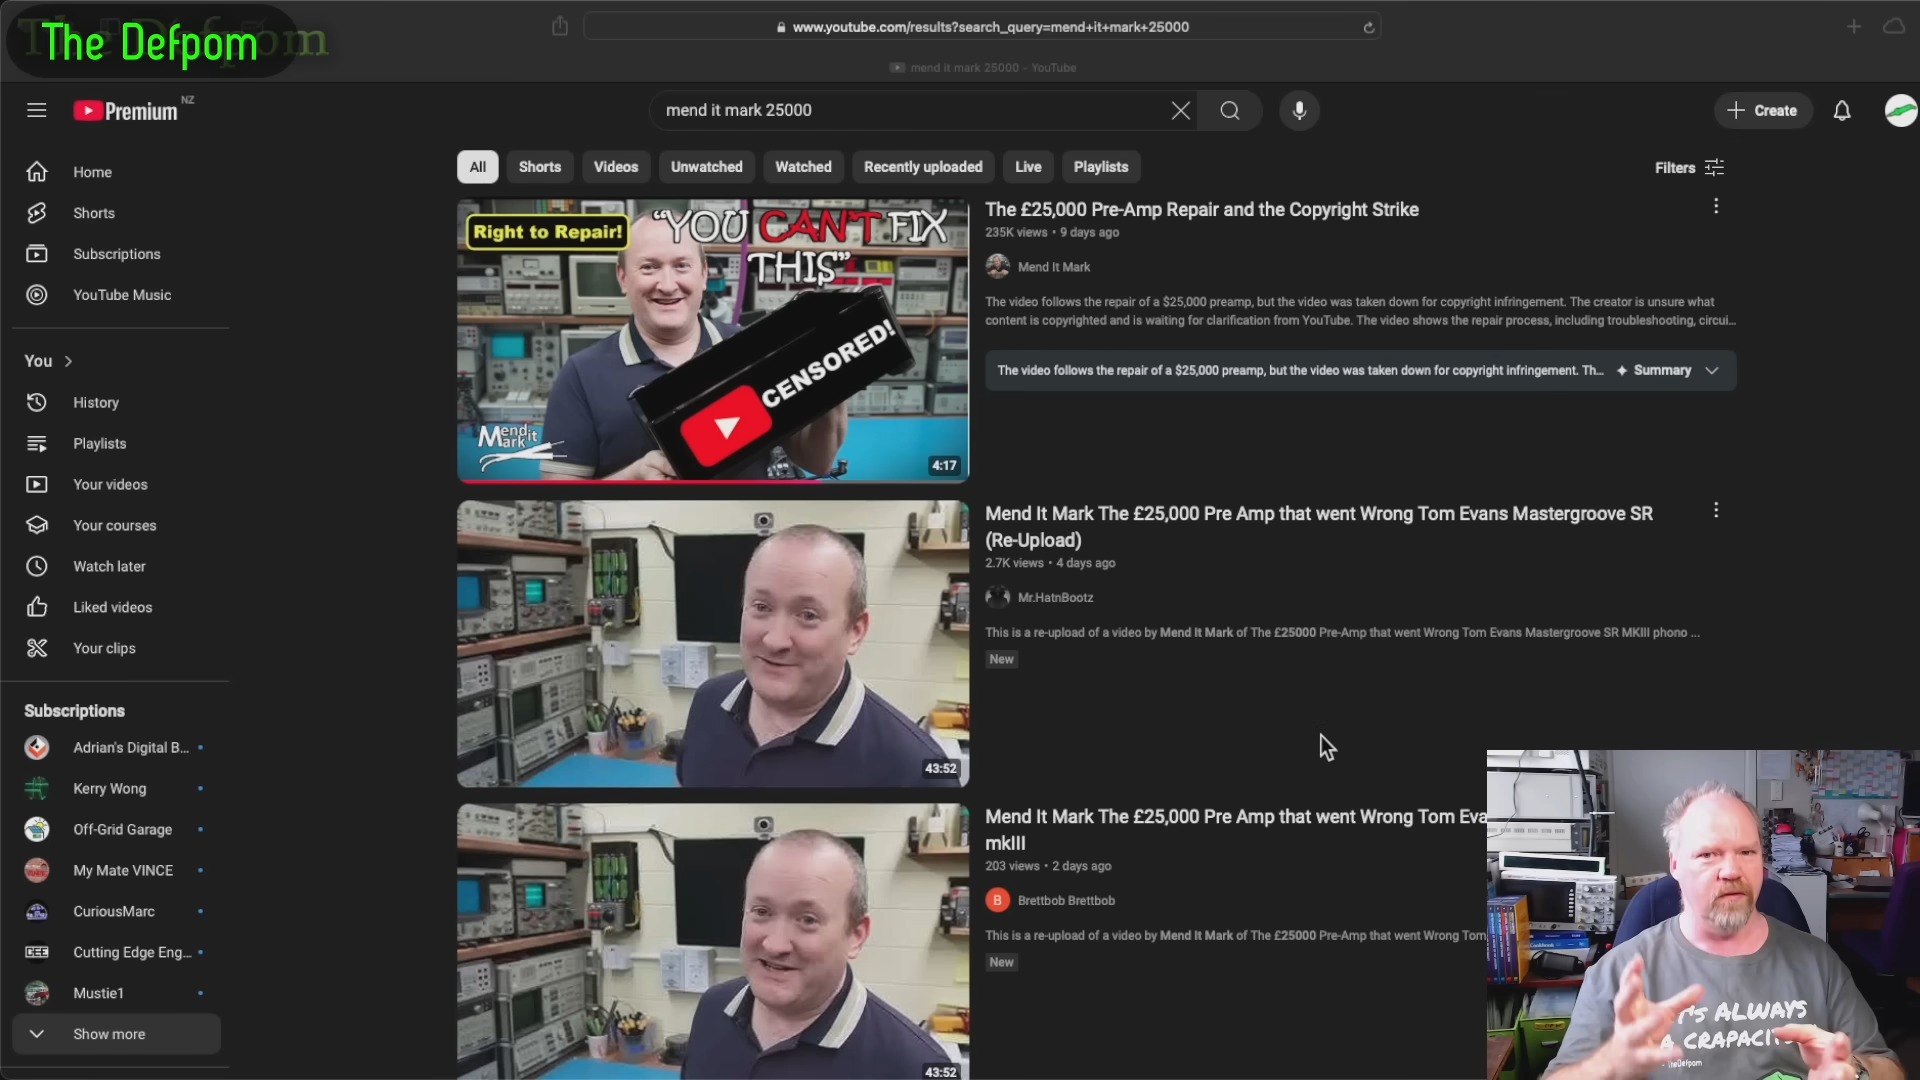 The Defpom
www.youtube.com/results?search_query=mend+it+mark+25000
mend it mark 25000 - YouTube
Premium NZ
mend it mark 25000
Create
Home
Shorts
Subscriptions
YouTube Music
You
History
Playlists
Your videos
Your courses
Watch later
Liked videos
Your clips
Subscriptions
Adrian's Digital B...
Kerry Wong
Off-Grid Garage
My Mate VINCE
CuriousMarc
Cutting Edge Eng...
Mustie1
Show more
All
Shorts
Videos
Unwatched
Watched
Recently uploaded
Live
Playlists
Filters
Right to Repair!
"YOU CAN'T FIX
THIS"
CENSORED!
Mend it
Mark
4:17
The £25,000 Pre-Amp Repair and the Copyright Strike
235K views • 9 days ago
Mend It Mark
The video follows the repair of a $25,000 preamp, but the video was taken down for copyright infringement. The creator is unsure what
content is copyrighted and is waiting for clarification from YouTube. The video shows the repair process, including troubleshooting, circui...
The video follows the repair of a $25,000 preamp, but the video was taken down for copyright infringement. Th... Summary
43:52
Mend It Mark The £25,000 Pre Amp that went Wrong Tom Evans Mastergroove SR
(Re-Upload)
2.7K views • 4 days ago
Mr.HatnBootz
This is a re-upload of a video by Mend It Mark of The £25000 Pre-Amp that went Wrong Tom Evans Mastergroove SR MKIII phono ...
New
43:52
Mend It Mark The £25,000 Pre Amp that went Wrong Tom Eva
mkIII
203 views • 2 days ago
B
Brettbob Brettbob
This is a re-upload of a video by Mend It Mark of The £25000 Pre-Amp that went Wrong Tom
New
ALWAYS
A CRAPACIT
TheDefpom